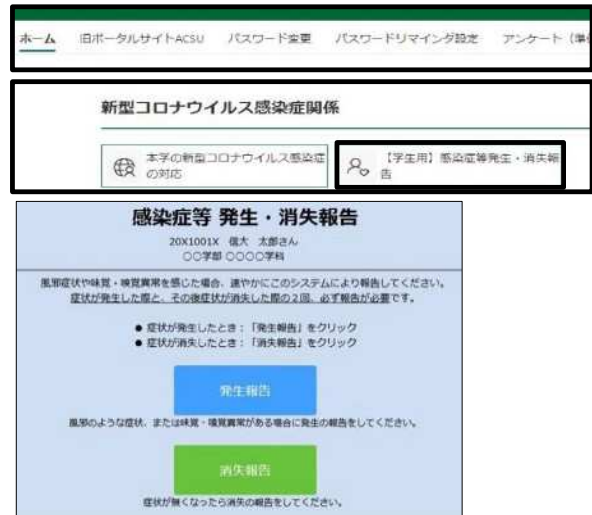 ホーム 旧ポータルサイトACSU パスワード変更 パスワードリマインダ設定 アンケート（準
新型コロナウイルス感染症関係
本学の新型コロナウイルス感染症
の対応
【学生用】感染症等発生・消失報
告
感染症等 発生・消失報告
20X1001X 信大 太郎さん
〇〇学部 〇〇〇〇学科
風邪症状や味覚・嗅覚異常を感じた場合、速やかにこのシステムにより報告してください。
症状が発生した際と、その後症状が消失した際の2回、必ず報告が必要です。
● 症状が発生したとき：「発生報告」をクリック
● 症状が消失したとき：「消失報告」をクリック
発生報告
風邪のような症状、または味覚・嗅覚異常がある場合に発生の報告をしてください。
消失報告
症状が無くなったら消失の報告をしてください。